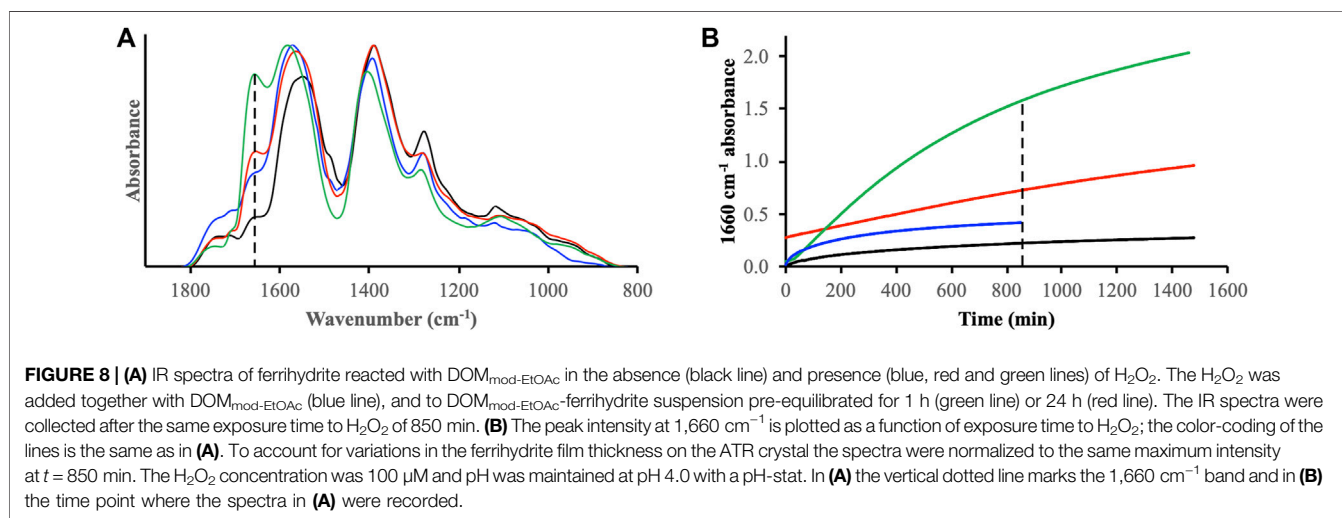 A
Absorbance
1800 1600 1400 1200 1000 800
Wavenumber (cm⁻¹)
B
1660 cm⁻¹ absorbance
2.0
1.5
1.0
0.5
0.0
0 200 400 600 800 1000 1200 1400 1600
Time (min)
FIGURE 8 | (A) IR spectra of ferrihydrite reacted with DOMmod-EtOAc in the absence (black line) and presence (blue, red and green lines) of H₂O₂. The H₂O₂ was
added together with DOMmod-EtOAc (blue line), and to DOMmod-EtOAc-ferrihydrite suspension pre-equilibrated for 1 h (green line) or 24 h (red line). The IR spectra were
collected after the same exposure time to H₂O₂ of 850 min. (B) The peak intensity at 1,660 cm⁻¹ is plotted as a function of exposure time to H₂O₂; the color-coding of the
lines is the same as in (A). To account for variations in the ferrihydrite film thickness on the ATR crystal the spectra were normalized to the same maximum intensity
at t = 850 min. The H₂O₂ concentration was 100 µM and pH was maintained at pH 4.0 with a pH-stat. In (A) the vertical dotted line marks the 1,660 cm⁻¹ band and in (B)
the time point where the spectra in (A) were recorded.